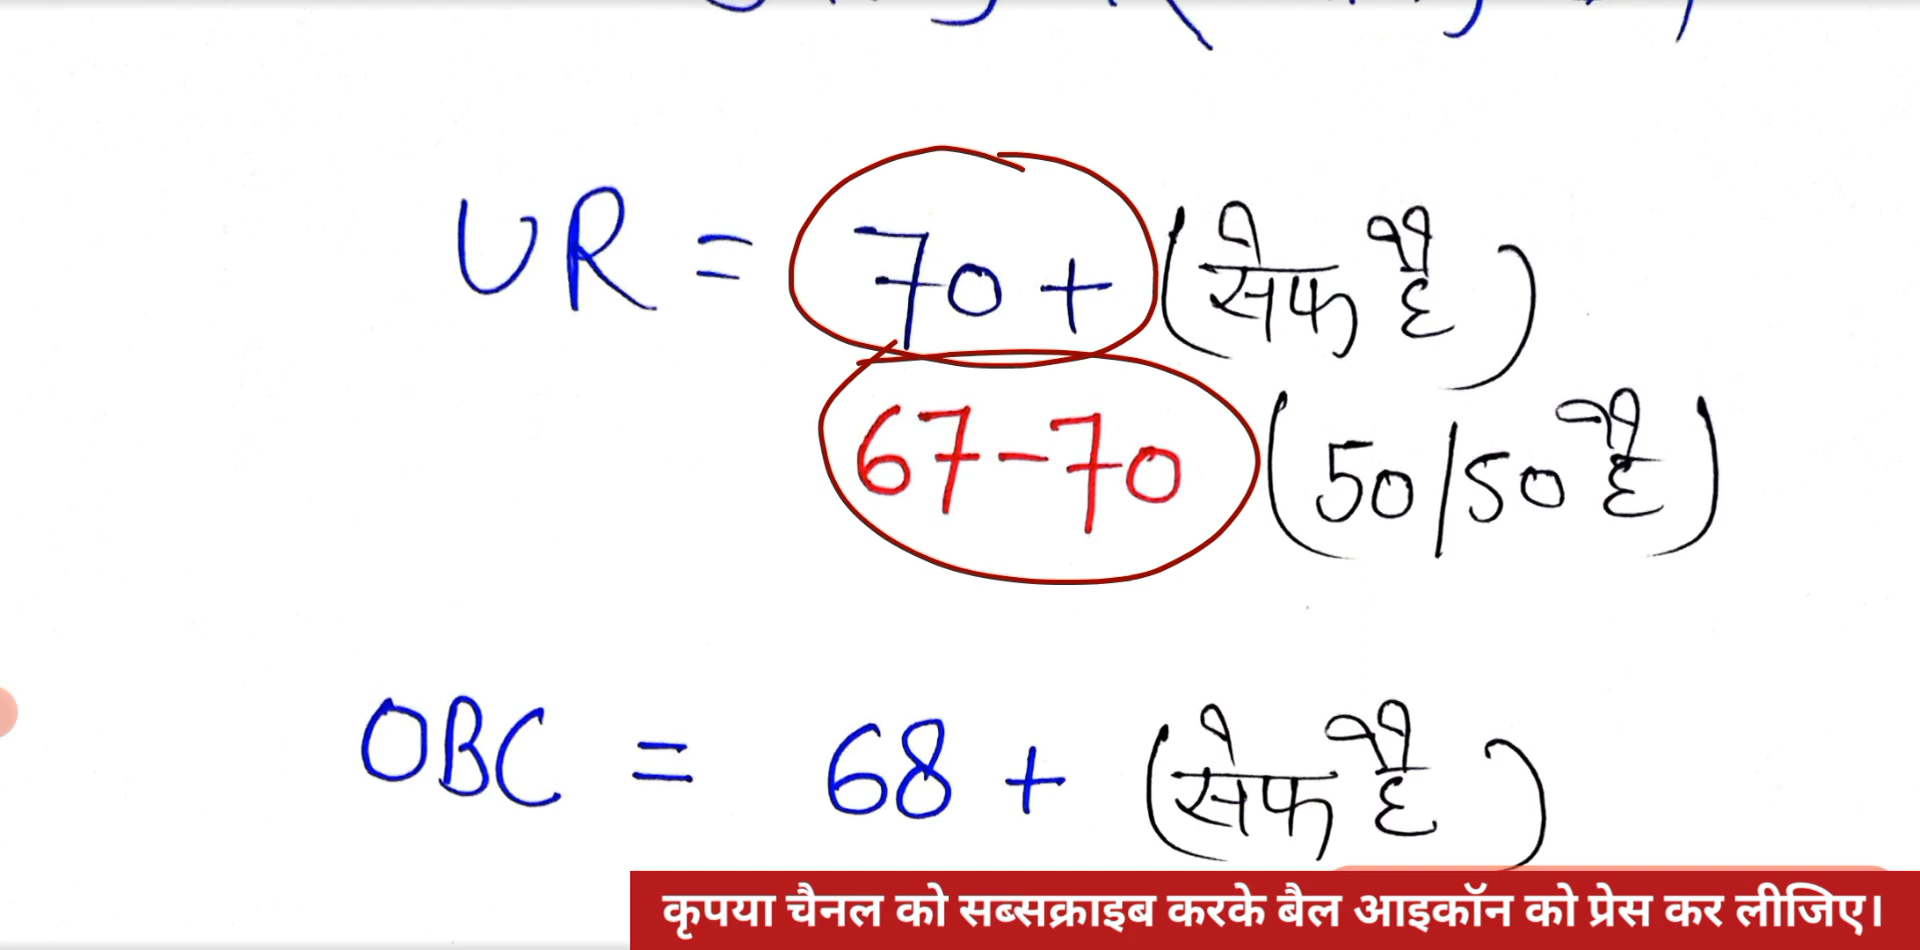 UR = 70 + (सेफ है)
67-70 (50/50 है)
OBC = 68 + (सेफ है)
कृपया चैनल को सब्सक्राइब करके बैल आइकॉन को प्रेस कर लीजिए।